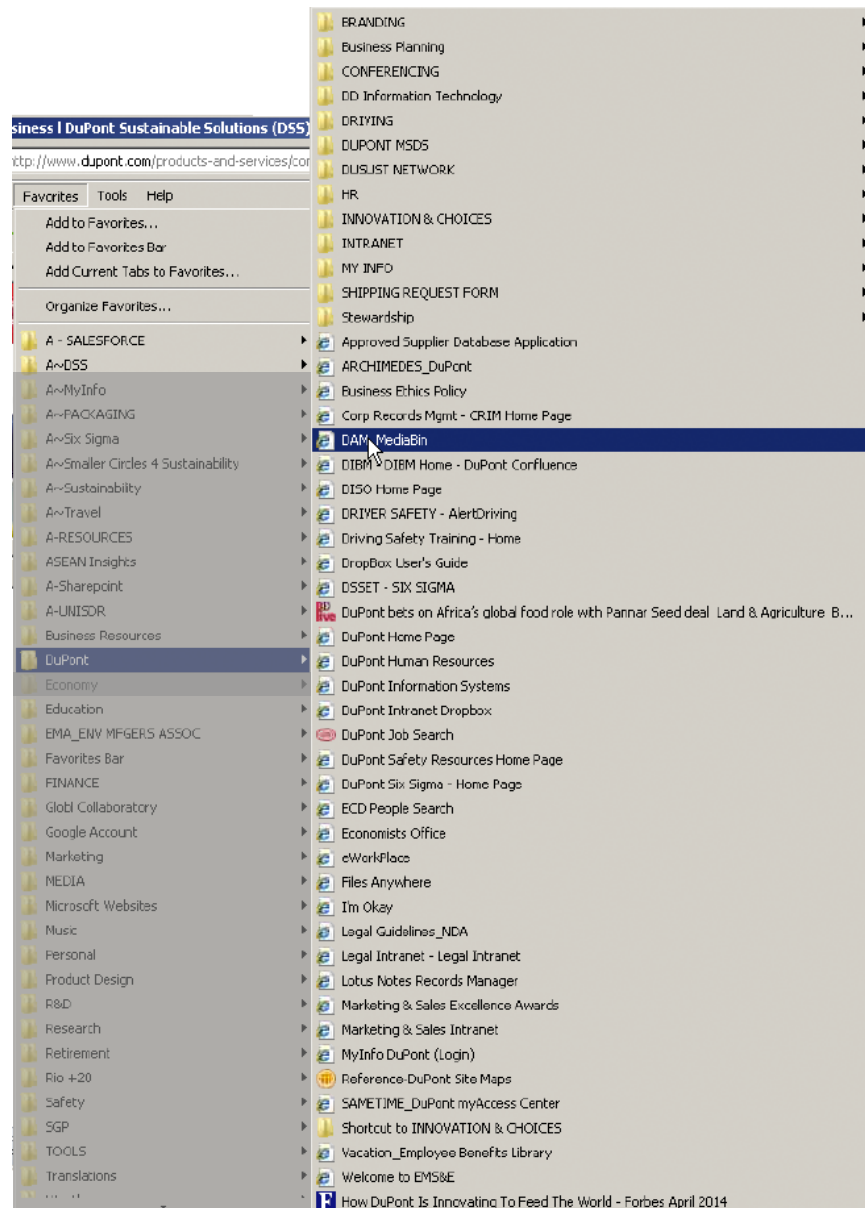 siness | DuPont Sustainable Solutions (DSS)
ttp://www.dupont.com/products-and-services/cor
Favorites Tools Help
Add to Favorites...
Add to Favorites Bar
Add Current Tabs to Favorites...
Organize Favorites...
A - SALESFORCE
A~DSS
A~MyInfo
A~PACKAGING
A~Six Sigma
A~Smaller Circles 4 Sustainability
A~Sustainability
A~Travel
A-RESOURCES
ASEAN Insights
A-Sharepoint
A-UNISDR
Business Resources
DuPont
Economy
Education
EMA_ENV MFGERS ASSOC
Favorites Bar
FINANCE
Globl Collaboratory
Google Account
Marketing
MEDIA
Microsoft Websites
Music
Personal
Product Design
R&D
Research
Retirement
Rio +20
Safety
SGP
TOOLS
Translations
BRANDING
Business Planning
CONFERENCING
DD Information Technology
DRIVING
DUPONT MSDS
DUSUST NETWORK
HR
INNOVATION & CHOICES
INTRANET
MY INFO
SHIPPING REQUEST FORM
Stewardship
Approved Supplier Database Application
ARCHIMEDES_DuPont
Business Ethics Policy
Corp Records Mgmt - CRIM Home Page
DAM_MediaBin
DIBM - DIBM Home - DuPont Confluence
DISO Home Page
DRIVER SAFETY - AlertDriving
Driving Safety Training - Home
DropBox User's Guide
DSSET - SIX SIGMA
DuPont bets on Africa's global food role with Pannar Seed deal Land & Agriculture B...
DuPont Home Page
DuPont Human Resources
DuPont Information Systems
DuPont Intranet Dropbox
DuPont Job Search
DuPont Safety Resources Home Page
DuPont Six Sigma - Home Page
ECD People Search
Economists Office
eWorkPlace
Files Anywhere
I'm Okay
Legal Guidelines_NDA
Legal Intranet - Legal Intranet
Lotus Notes Records Manager
Marketing & Sales Excellence Awards
Marketing & Sales Intranet
MyInfo DuPont (Login)
Reference-DuPont Site Maps
SAMETIME_DuPont myAccess Center
Shortcut to INNOVATION & CHOICES
Vacation_Employee Benefits Library
Welcome to EMS&E
How DuPont Is Innovating To Feed The World - Forbes April 2014